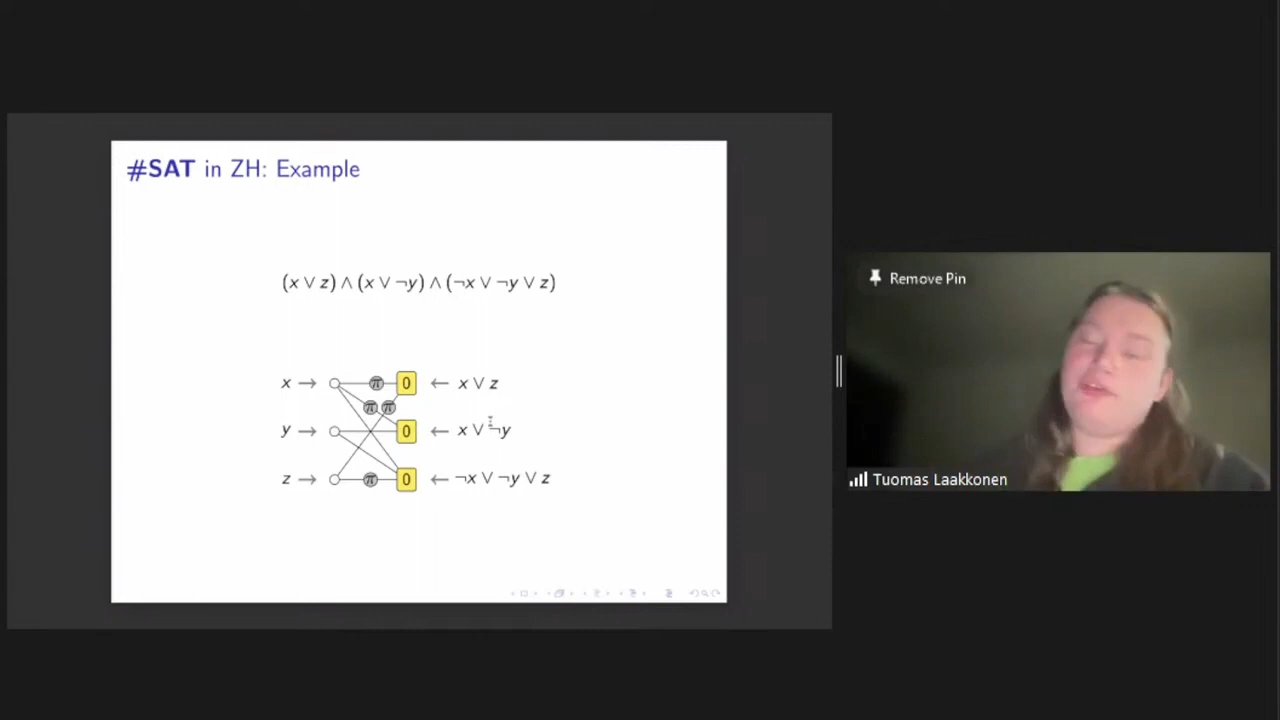 #SAT in ZH: Example
(x ∨ z) ∧ (x ∨ ¬y) ∧ (¬x ∨ ¬y ∨ z)
x → π 0 ← x ∨ z
π π
y → 0 ← x ∨ ¬y
z → π 0 ← ¬x ∨ ¬y ∨ z
Remove Pin
Tuomas Laakkonen